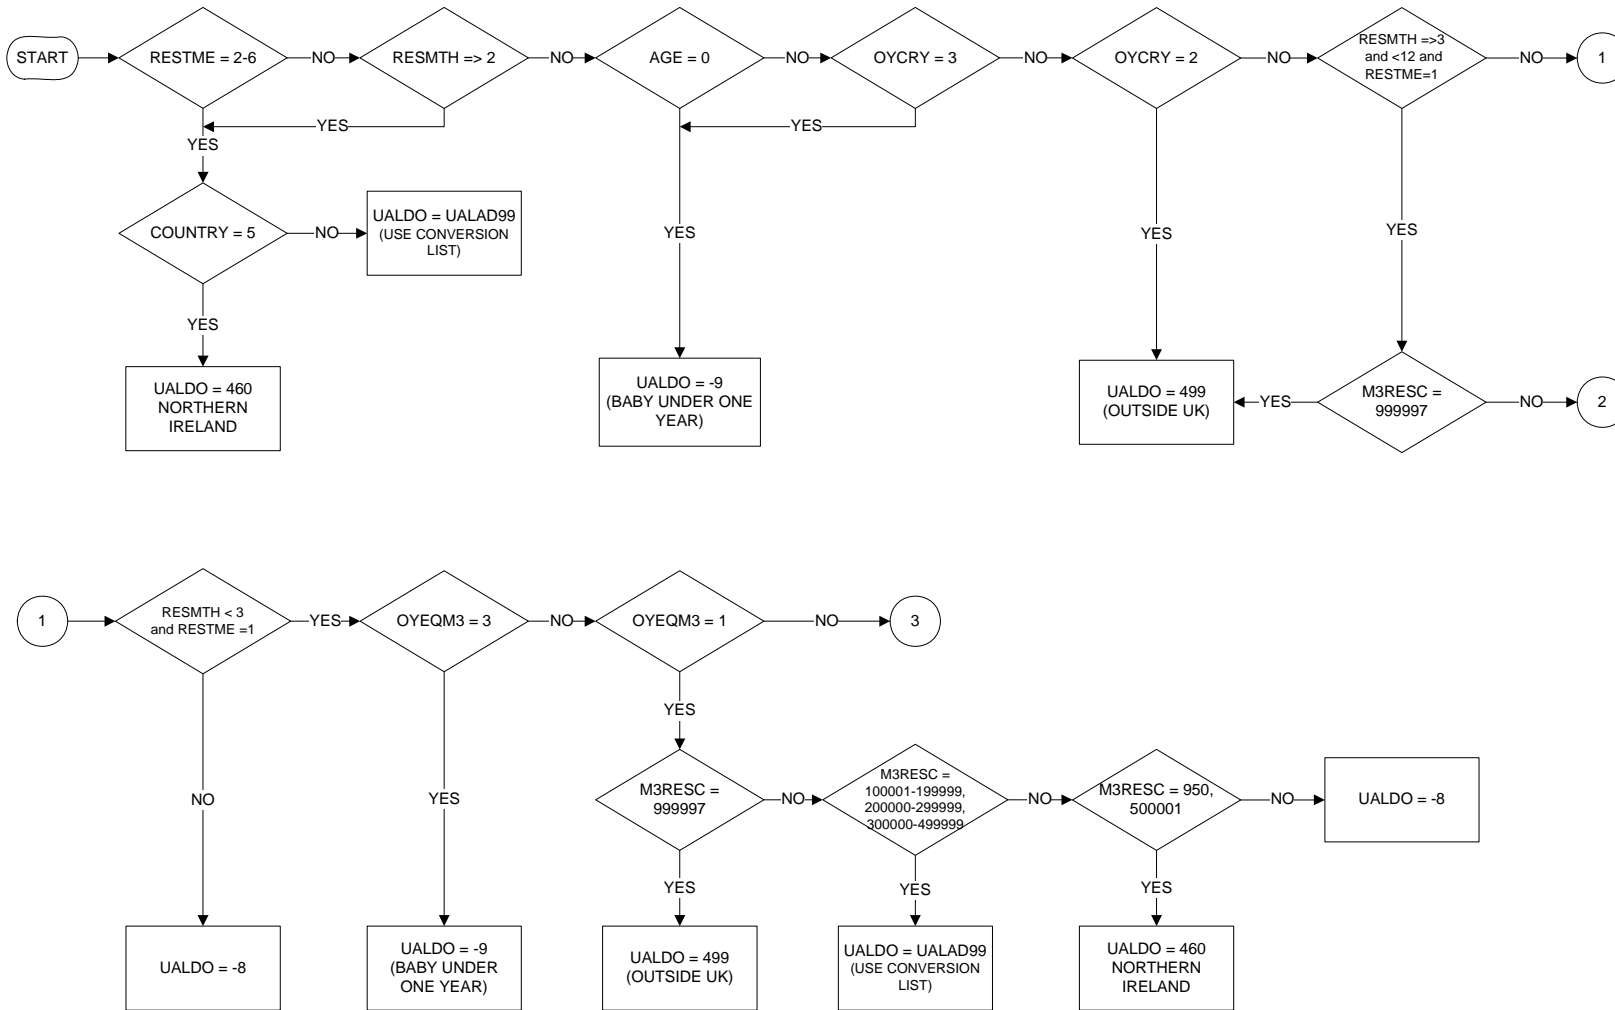 START
RESTME = 2-6
NO
RESMTH => 2
NO
AGE = 0
NO
OYCRY = 3
NO
OYCRY = 2
NO
RESMTH =>3
and <12 and
RESTME=1
NO
1
YES
YES
YES
COUNTRY = 5
NO
UALDO = UALAD99
(USE CONVERSION
LIST)
YES
YES
YES
YES
UALDO = 460
NORTHERN
IRELAND
UALDO = -9
(BABY UNDER ONE
YEAR)
UALDO = 499
(OUTSIDE UK)
YES
M3RESC =
999997
NO
2
1
RESMTH < 3
and RESTME =1
YES
OYEQM3 = 3
NO
OYEQM3 = 1
NO
3
NO
YES
YES
M3RESC =
999997
NO
M3RESC =
100001-199999,
200000-299999,
300000-499999
NO
M3RESC = 950,
500001
NO
UALDO = -8
YES
YES
YES
UALDO = -8
UALDO = -9
(BABY UNDER
ONE YEAR)
UALDO = 499
(OUTSIDE UK)
UALDO = UALAD99
(USE CONVERSION
LIST)
UALDO = 460
NORTHERN
IRELAND